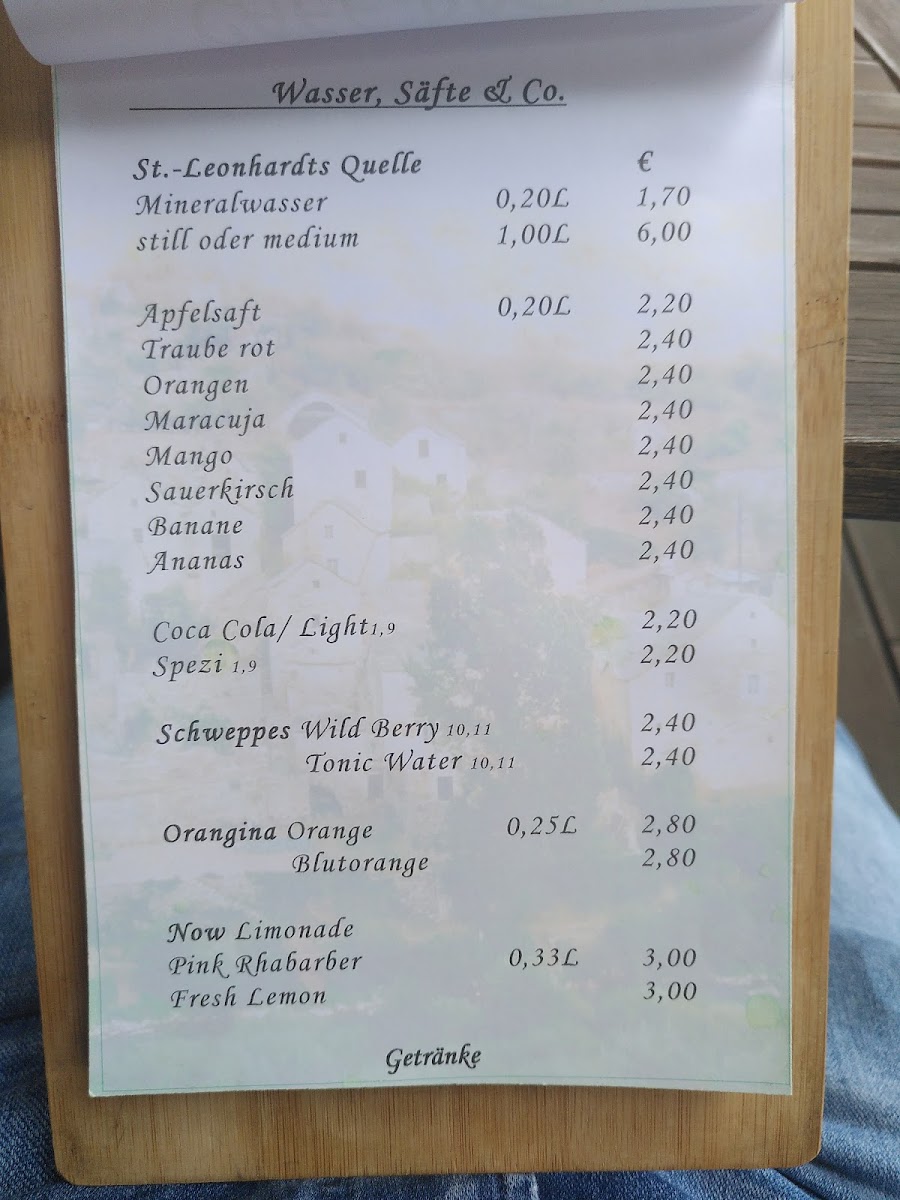 Wasser, Säfte & Co.
St.-Leonhardts Quelle €
Mineralwasser 0,20L 1,70
still oder medium 1,00L 6,00
Apfelsaft 0,20L 2,20
Traube rot 2,40
Orangen 2,40
Maracuja 2,40
Mango 2,40
Sauerkirsch 2,40
Banane 2,40
Ananas 2,40
Coca Cola/ Light1,9 2,20
Spezi 1,9 2,20
Schweppes Wild Berry 10,11 2,40
Tonic Water 10,11 2,40
Orangina Orange 0,25L 2,80
Blutorange 2,80
Now Limonade
Pink Rhabarber 0,33L 3,00
Fresh Lemon 3,00
Getränke